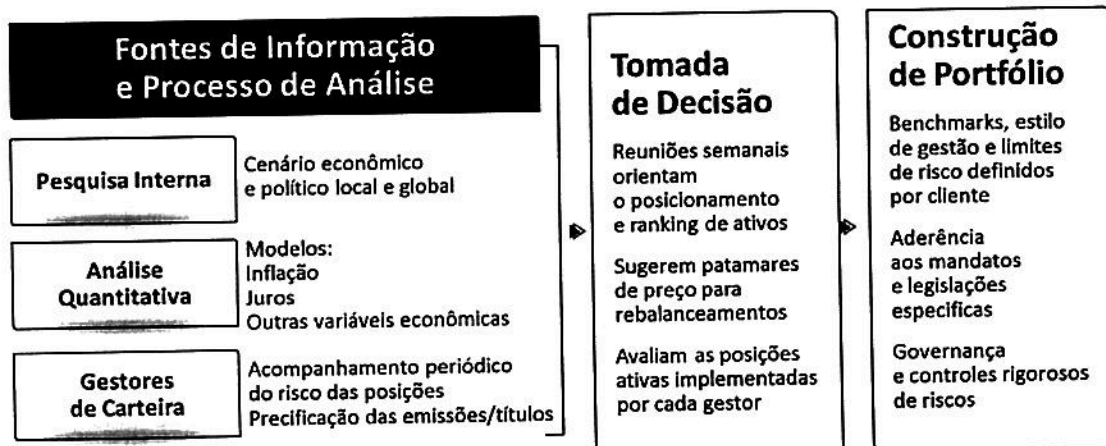 Fontes de Informação
e Processo de Análise
Pesquisa Interna
Cenário econômico
e político local e global
Análise
Quantitativa
Modelos:
Inflação
Juros
Outras variáveis econômicas
Gestores
de Carteira
Acompanhamento periódico
do risco das posições
Precificação das emissões/títulos
Tomada
de Decisão
Reuniões semanais
orientam
o posicionamento
e ranking de ativos
Sugerem patamares
de preço para
rebalanceamentos
Avaliam as posições
ativas implementadas
por cada gestor
Construção
de Portfólio
Benchmarks, estilo
de gestão e limites
de risco definidos
por cliente
Aderência
aos mandatos
e legislações
especificas
Governança
e controles rigorosos
de riscos